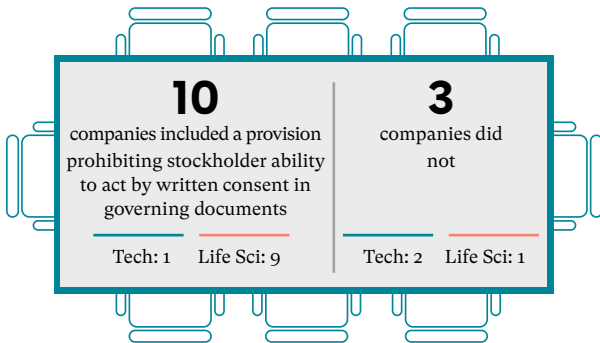 10
companies included a provision
prohibiting stockholder ability
to act by written consent in
governing documents
Tech: 1 Life Sci: 9
3
companies did
not
Tech: 2 Life Sci: 1